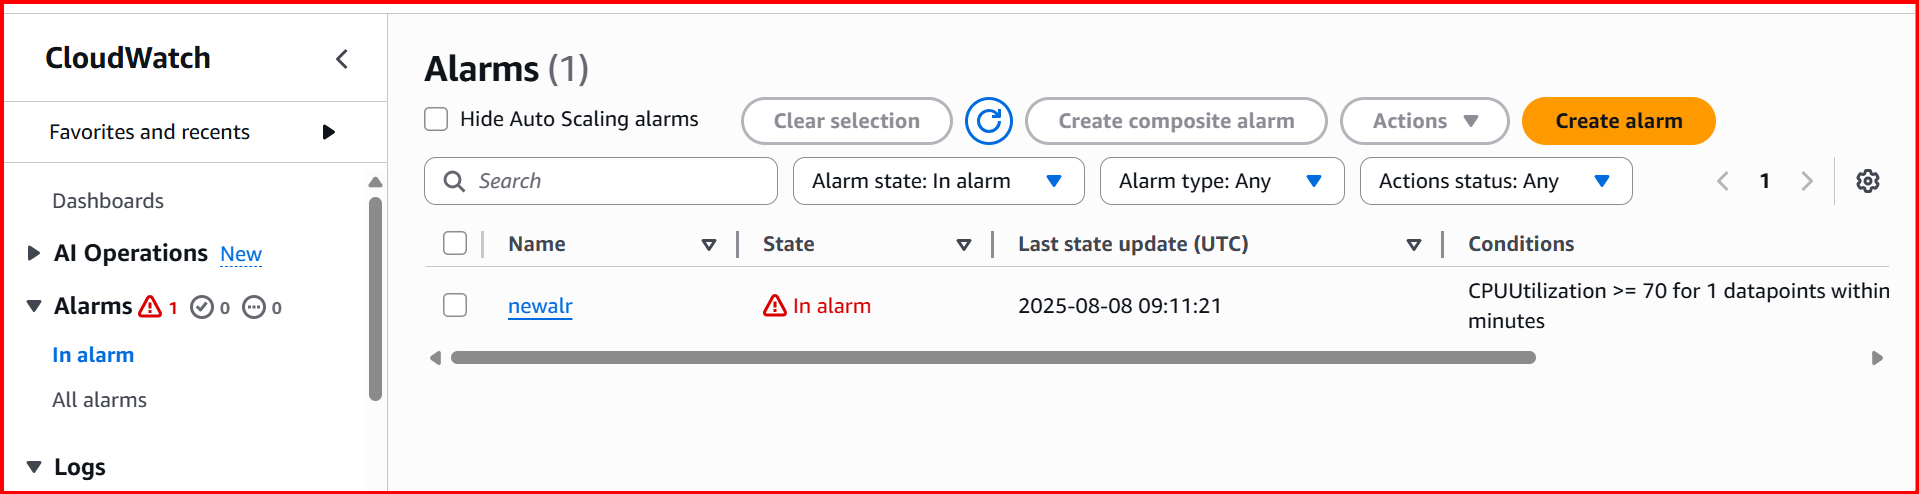 CloudWatch
Favorites and recents
Dashboards
AI Operations New
Alarms 1 0 0
In alarm
All alarms
Logs
Alarms (1)
Hide Auto Scaling alarms Clear selection Create composite alarm Actions Create alarm
Search Alarm state: In alarm Alarm type: Any Actions status: Any 1
Name State Last state update (UTC) Conditions
newalr In alarm 2025-08-08 09:11:21 CPUUtilization >= 70 for 1 datapoints within
minutes